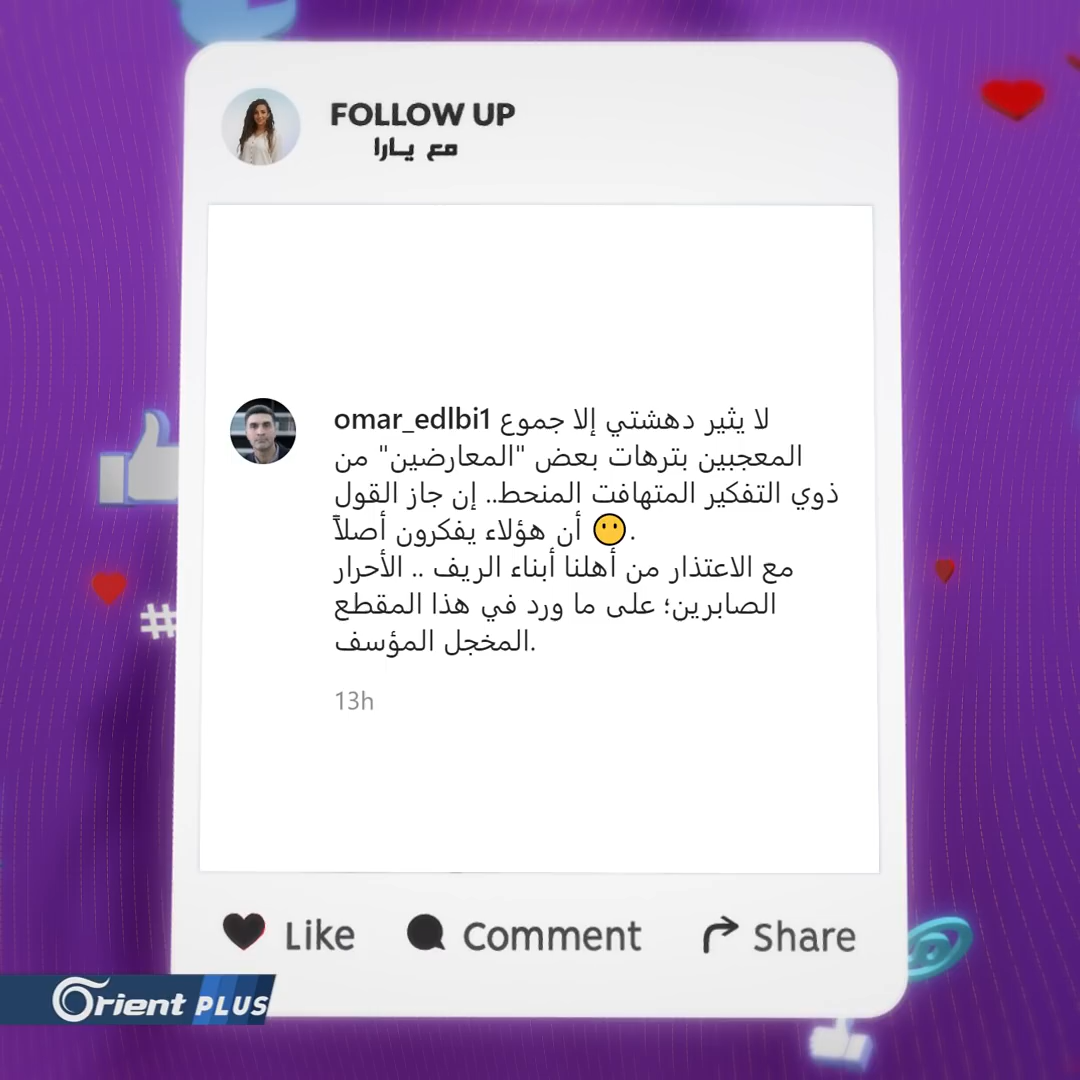 FOLLOW UP
مع يارا
omar_edlbi1 لا يثير دهشتي إلا جموع
المعجبين بترهات بعض "المعارضين" من
ذوي التفكير المتهافت المنحط.. إن جاز القول
أن هؤلاء يفكرون أصلاً 😶.
مع الاعتذار من أهلنا أبناء الريف .. الأحرار
الصابرين؛ على ما ورد في هذا المقطع
المخجل المؤسف.
13h
#
Like Comment Share
Orient PLUS